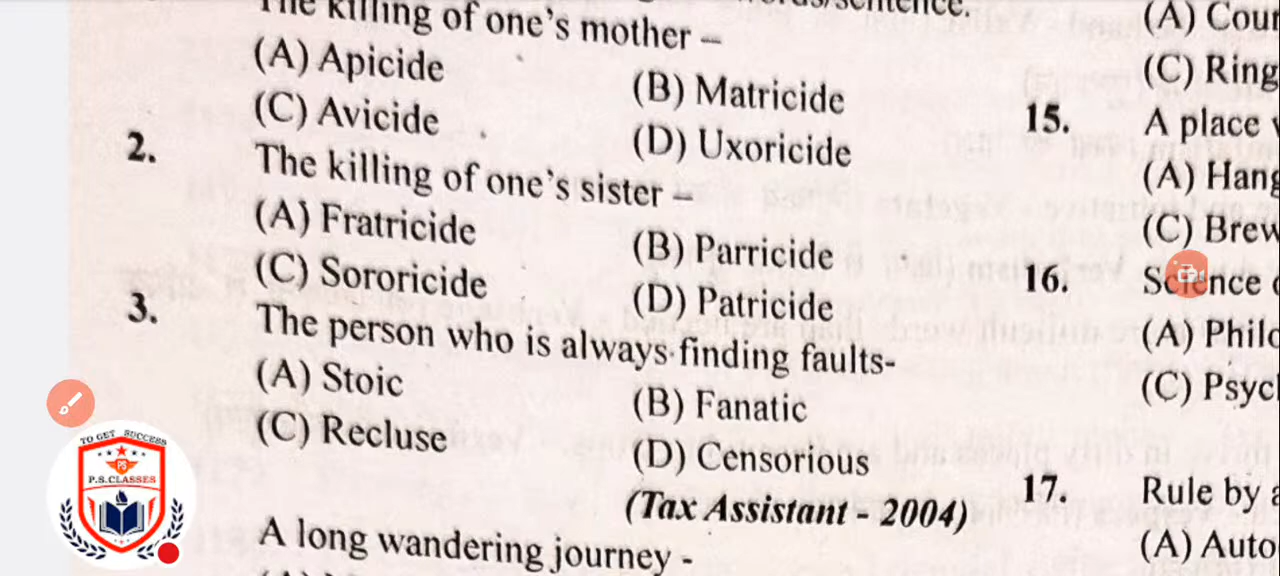 The killing of one's mother –
(A) Apicide
(B) Matricide
(C) Avicide
(D) Uxoricide
2. The killing of one's sister –
(A) Fratricide
(B) Parricide
(C) Sororicide
(D) Patricide
3. The person who is always finding faults-
(A) Stoic
(B) Fanatic
(C) Recluse
(D) Censorious
(Tax Assistant - 2004)
A long wandering journey -
(C) Ring
15. A place
(A) Hang
(C) Brew
16. Science
(A) Philo
(C) Psych
17. Rule by a
(A) Auto
TO GET SUCCESS
PS
P.S.CLASSES